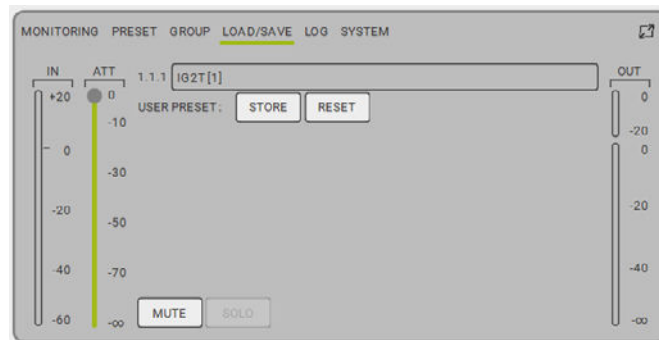 MONITORING PRESET GROUP LOAD/SAVE LOG SYSTEM
IN ATT 1.1.1 IG2T[1] OUT
+20 0 USER PRESET: STORE RESET 0
-10
-20
0 0
-30
-20 -50 -20
-40 -70 -40
-60 -∞ MUTE SOLO -∞